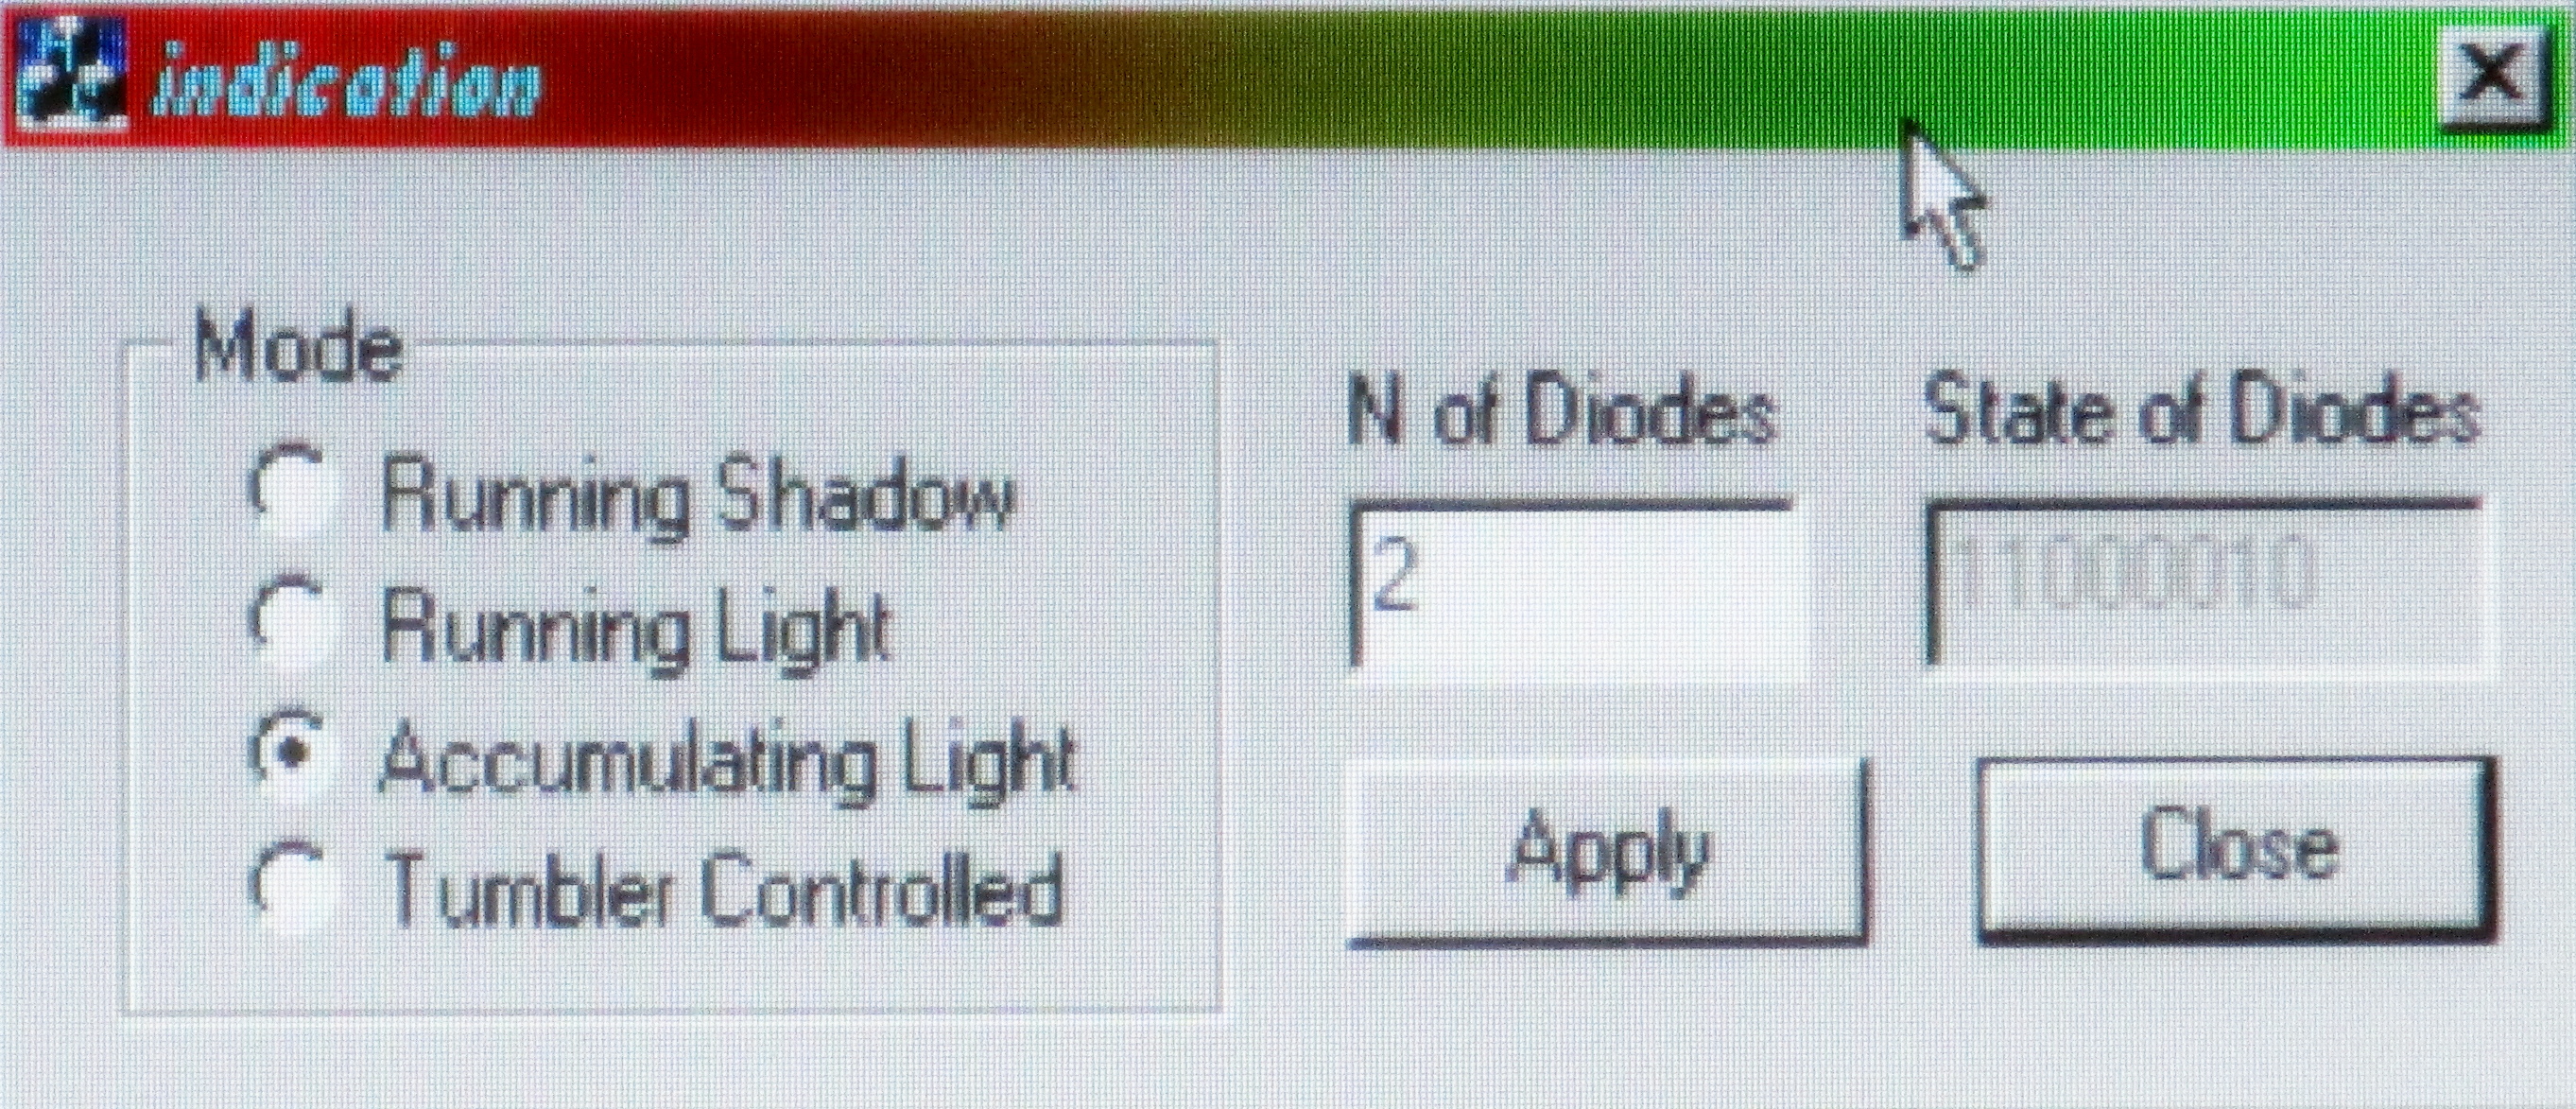 indication
Mode
Running Shadow
Running Light
Accumulating Light
Tumbler Controlled
N of Diodes
2
State of Diodes
11000010
Apply
Close